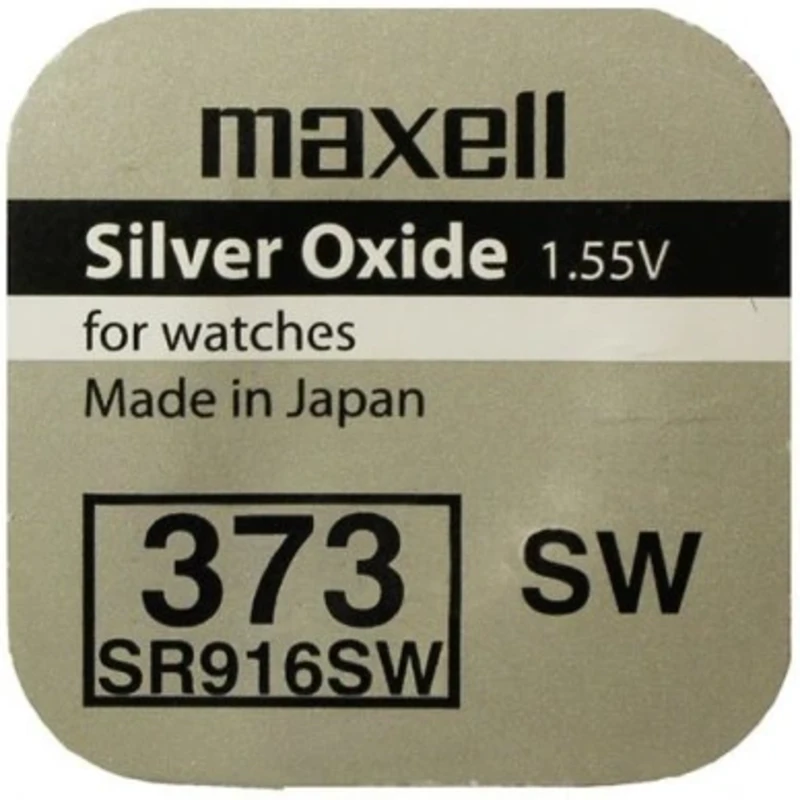 maxell
Silver Oxide 1.55V
for watches
Made in Japan
373
SR916SW
SW